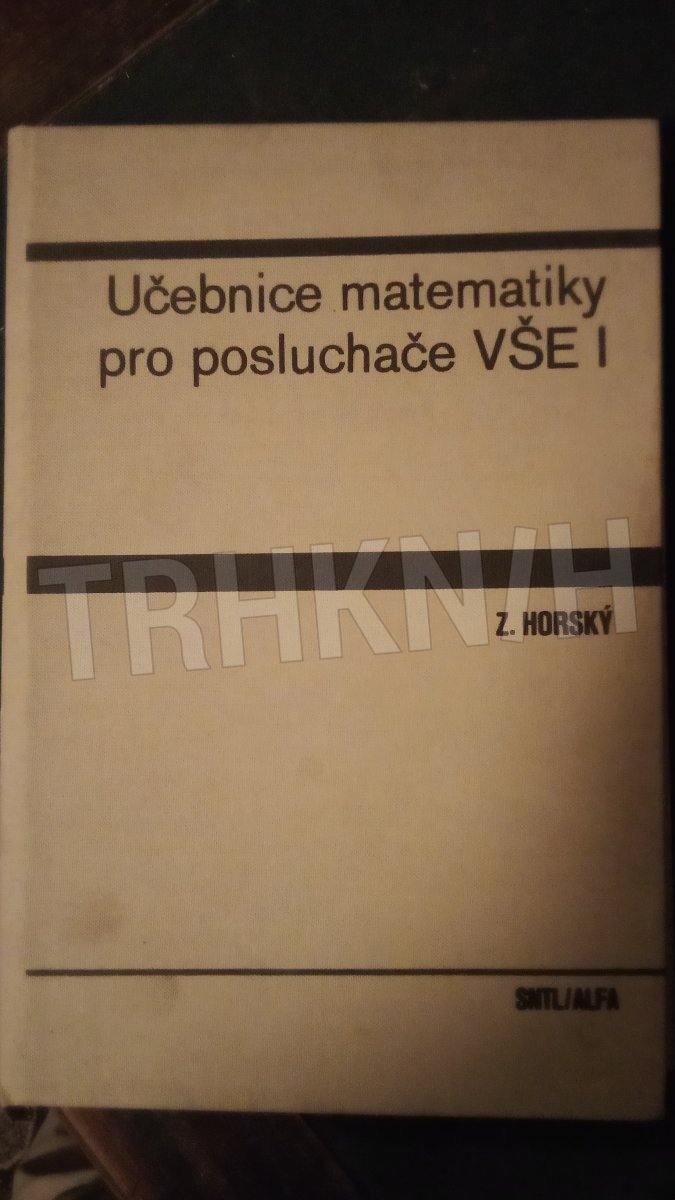 Učebnice matematiky
pro posluchače VŠE I
TRHKNIH
Z. HORSKÝ
SNTL/ALFA